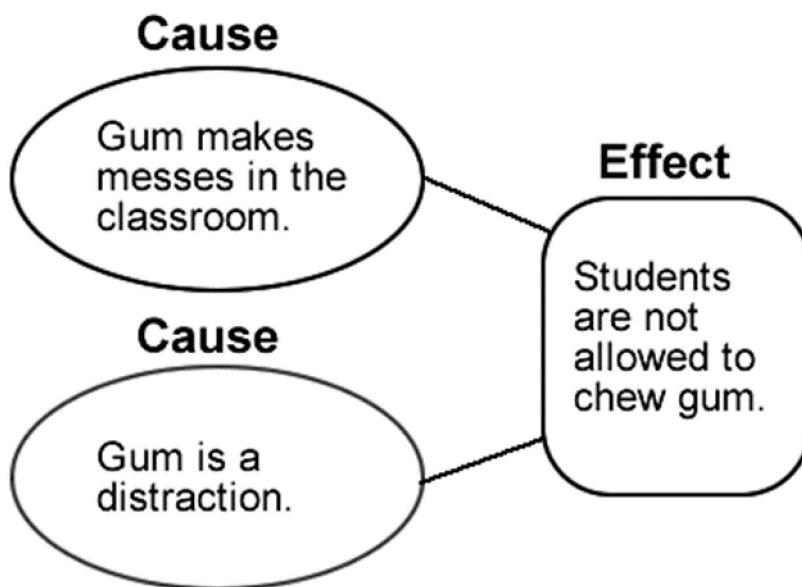 Cause
Gum makes
messes in the
classroom.
Effect
Students
are not
allowed to
chew gum.
Cause
Gum is a
distraction.